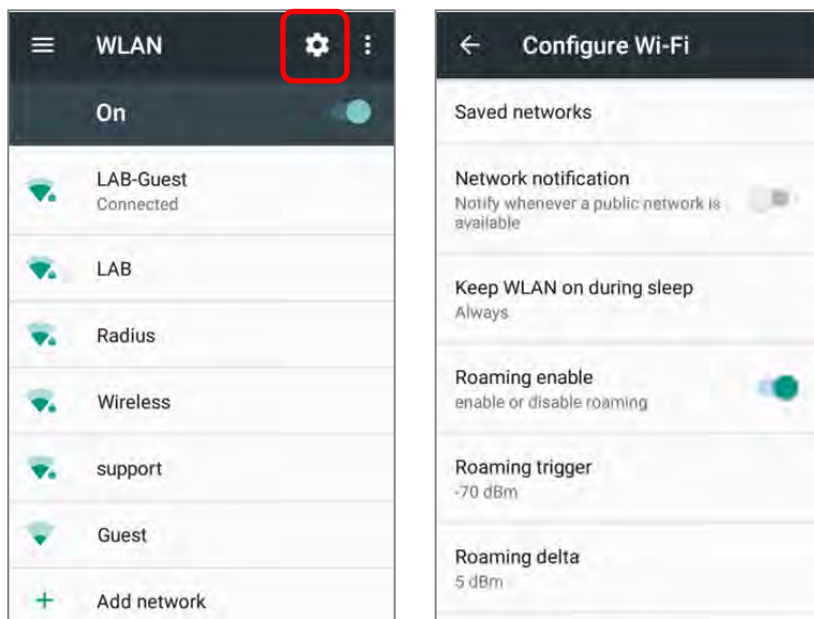 WLAN
On
LAB-Guest
Connected
LAB
Radius
Wireless
support
Guest
Add network
Configure Wi-Fi
Saved networks
Network notification
Notify whenever a public network is
available
Keep WLAN on during sleep
Always
Roaming enable
enable or disable roaming
Roaming trigger
-70 dBm
Roaming delta
5 dBm